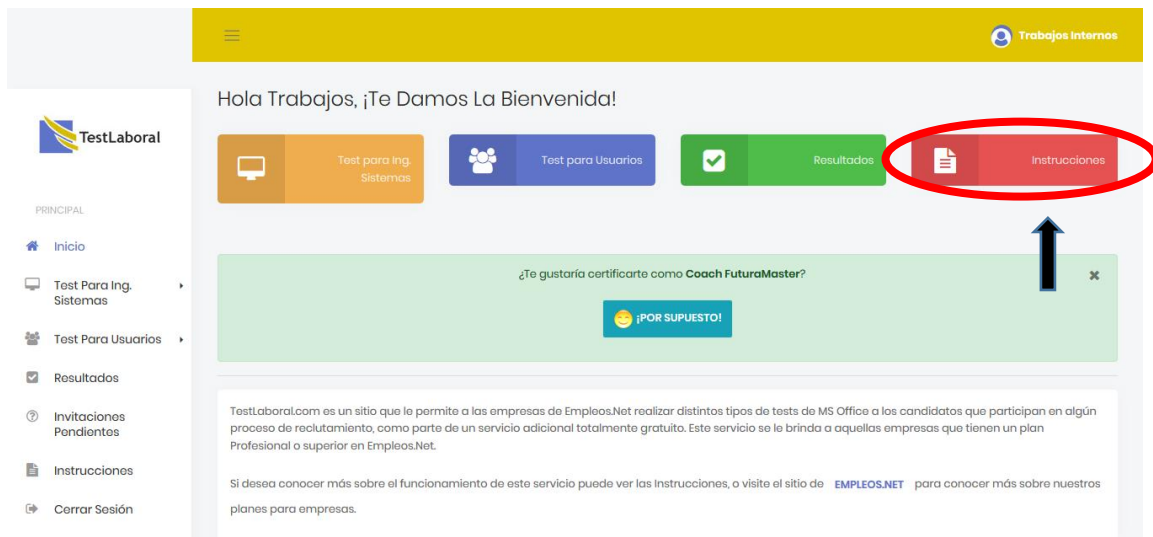 Trabajos Internos
Hola Trabajos, ¡Te Damos La Bienvenida!
TestLaboral
Test para Ing.
Sistemas
Test para Usuarios
Resultados
Instrucciones
PRINCIPAL
Inicio
Test Para Ing.
Sistemas
Test Para Usuarios
Resultados
Invitaciones
Pendientes
Instrucciones
Cerrar Sesión
¿Te gustaría certificarte como Coach FuturaMaster?
¡POR SUPUESTO!
TestLaboral.com es un sitio que le permite a las empresas de Empleos.Net realizar distintos tipos de tests de MS Office a los candidatos que participan en algún
proceso de reclutamiento, como parte de un servicio adicional totalmente gratuito. Este servicio se le brinda a aquellas empresas que tienen un plan
Profesional o superior en Empleos.Net.
Si desea conocer más sobre el funcionamiento de este servicio puede ver las Instrucciones, o visite el sitio de EMPLEOS.NET para conocer más sobre nuestros
planes para empresas.